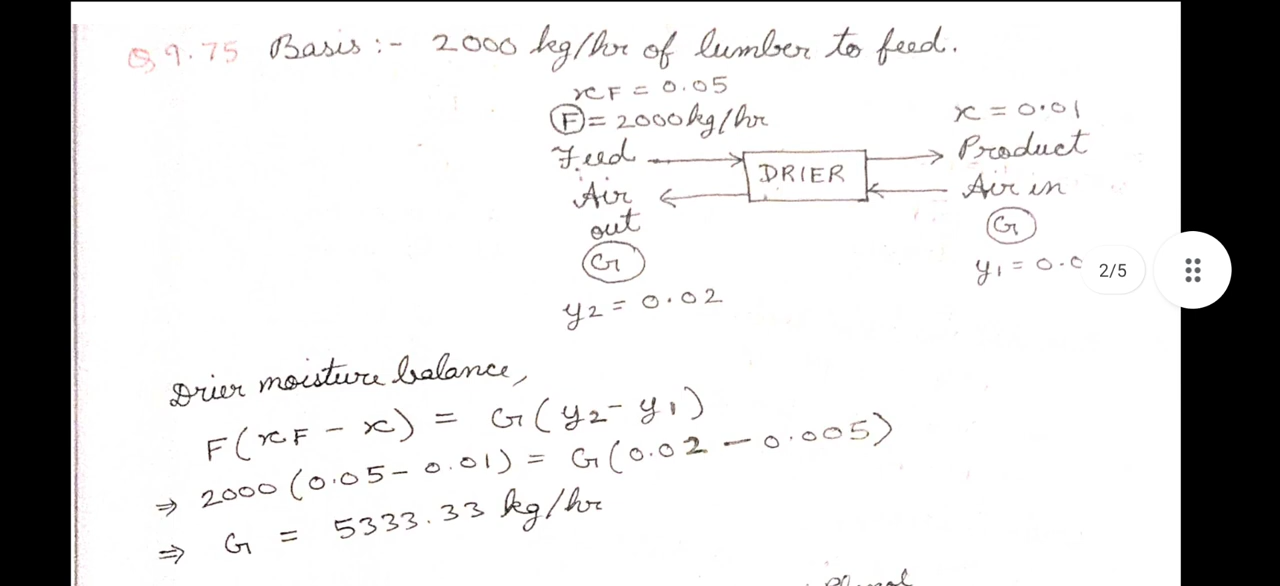 Q 9.75 Basis :- 2000 kg/hr of lumber to feed.
xF = 0.05
F = 2000 kg/hr
x = 0.01
Feed
DRIER
Product
Air
out
Air in
G
G
y2 = 0.02
y1 = 0.0
2/5
Drier moisture balance,
F(xF - x) = G(y2 - y1)
⇒ 2000 (0.05 - 0.01) = G(0.02 - 0.005)
⇒ G = 5333.33 kg/hr